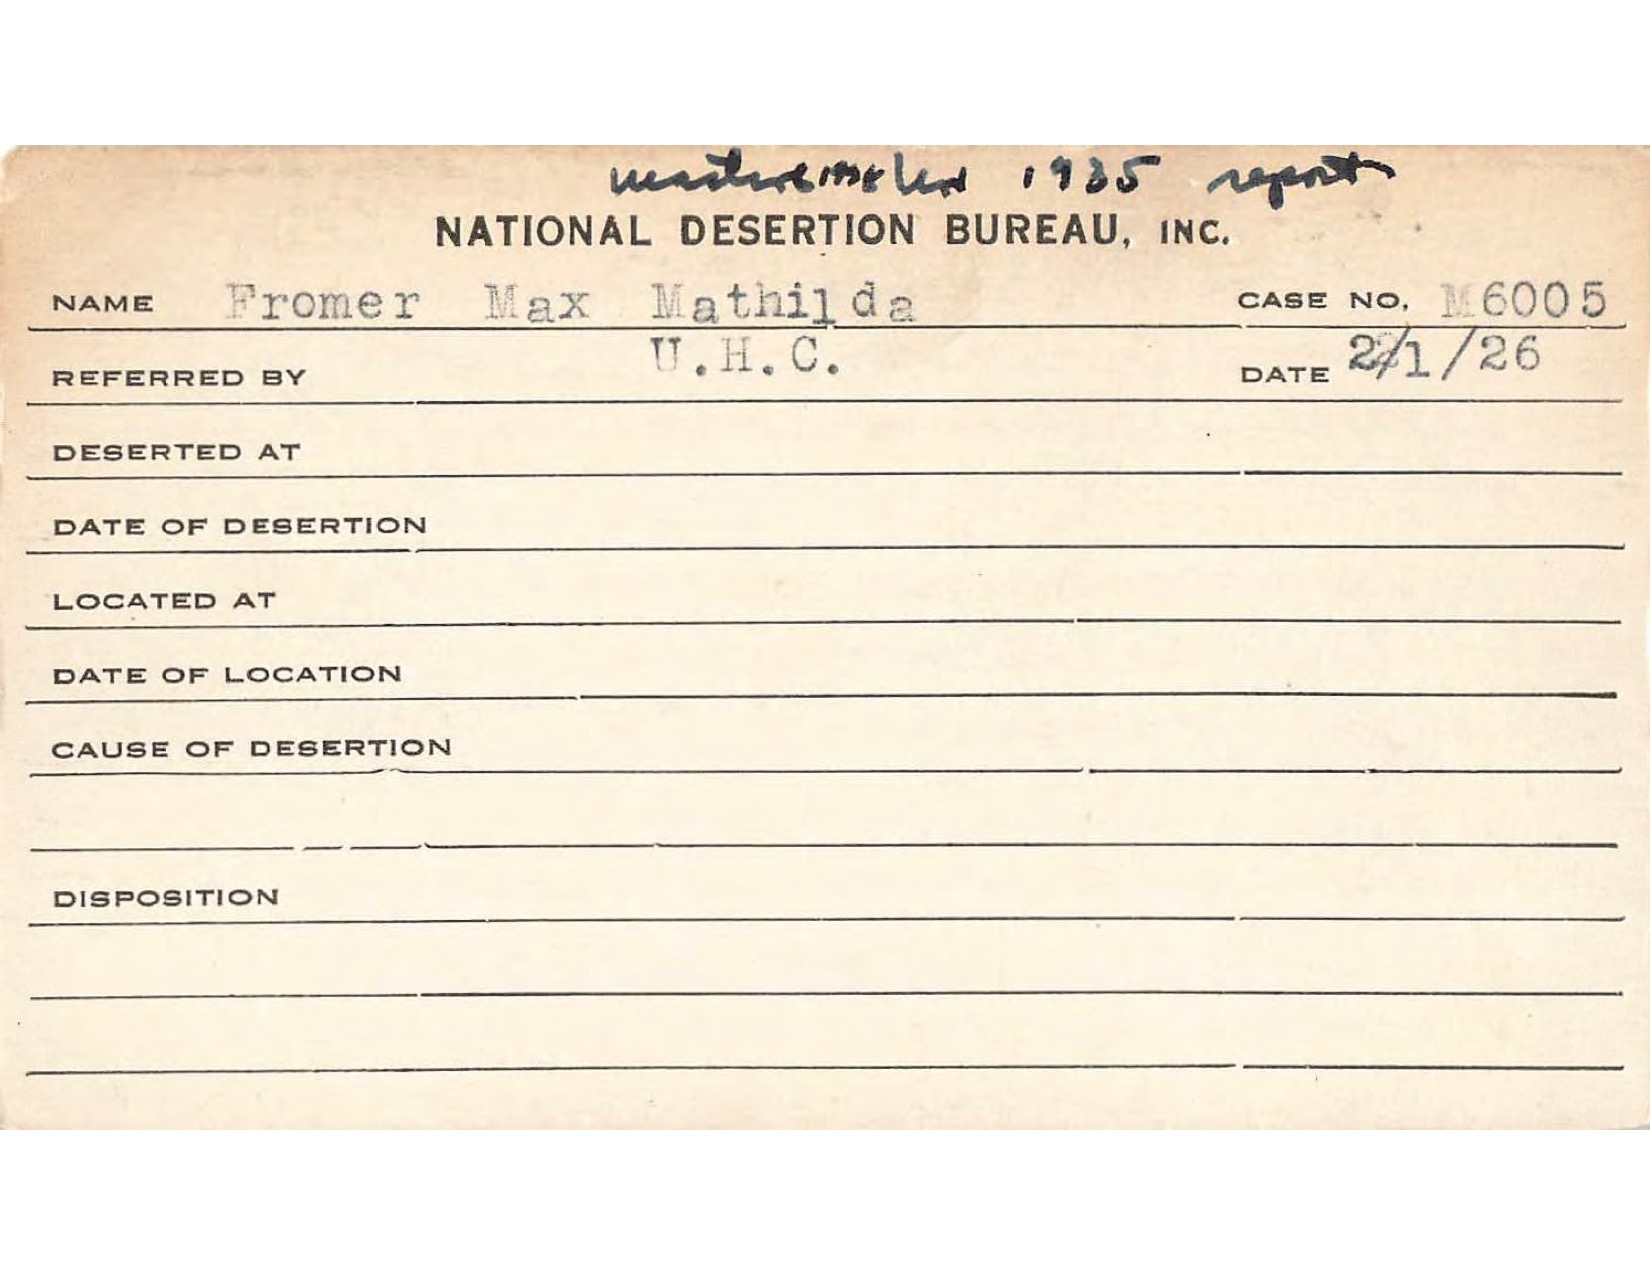 1935 report
NATIONAL DESERTION BUREAU, INC.
NAME Fromer Max Mathilda CASE NO. M6005
REFERRED BY U.H.C. DATE 2/1/26
DESERTED AT
DATE OF DESERTION
LOCATED AT
DATE OF LOCATION
CAUSE OF DESERTION
DISPOSITION